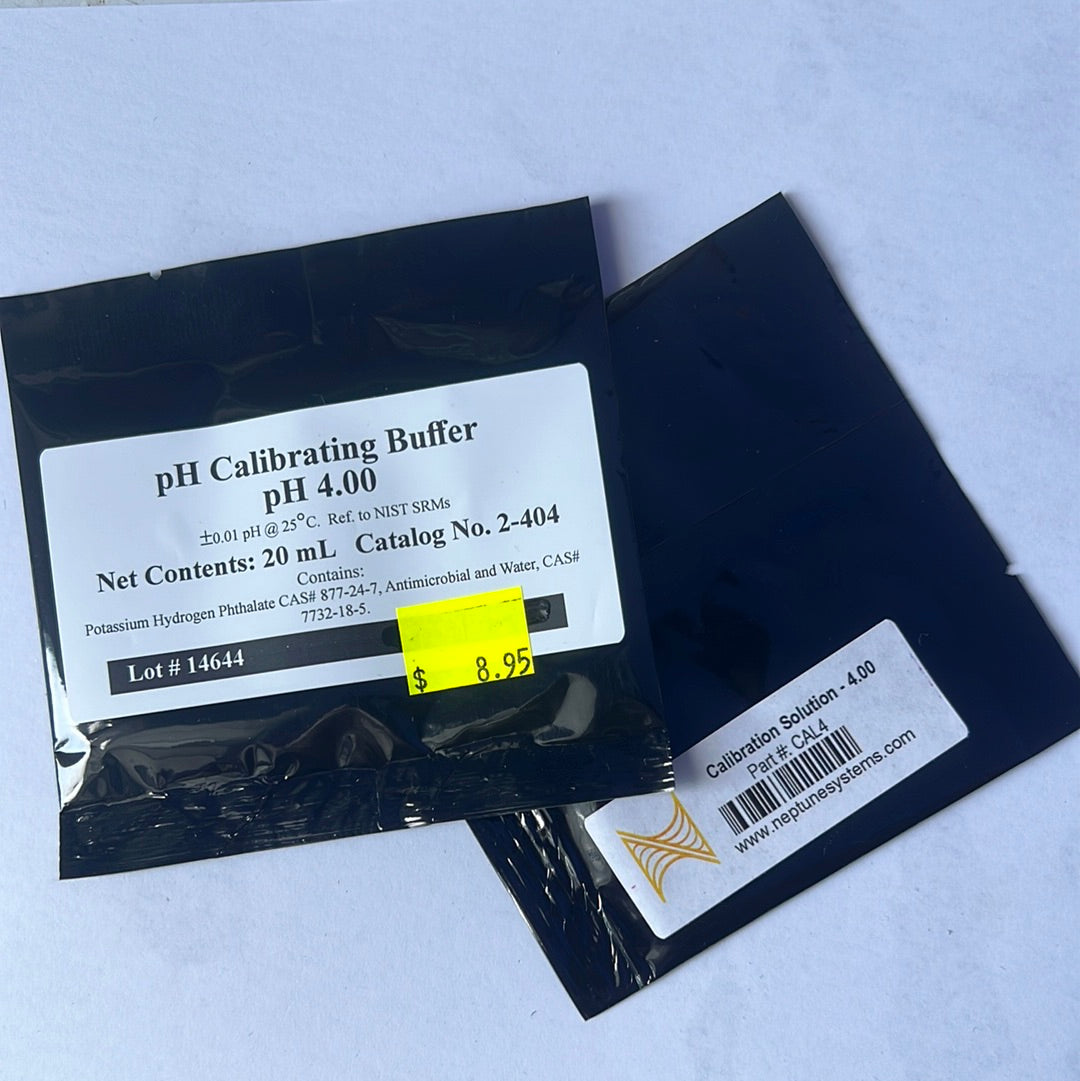 pH Calibrating Buffer
pH 4.00
±0.01 pH @ 25°C. Ref. to NIST SRMs
Net Contents: 20 mL Catalog No. 2-404
Contains:
Potassium Hydrogen Phthalate CAS# 877-24-7, Antimicrobial and Water, CAS#
7732-18-5.
Lot # 14644
$ 8.95
Calibration Solution - 4.00
Part #: CAL4
www.neptunesystems.com